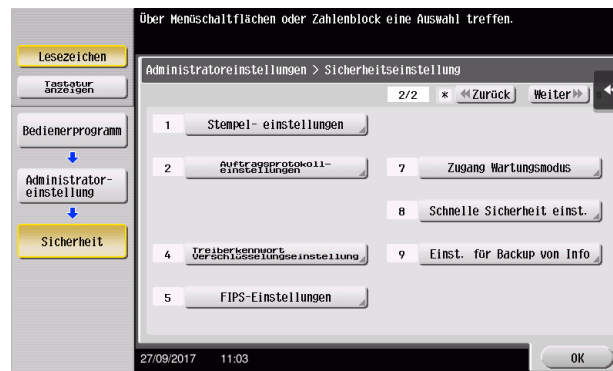 Über Menüschaltflächen oder Zahlenblock eine Auswahl treffen.
Lesezeichen
Tastatur
anzeigen
Bedienerprogramm
Administrator-
einstellung
Sicherheit
Administratoreinstellungen > Sicherheitseinstellung
2/2 * Zurück Weiter
1 Stempel- einstellungen
2 Auftragsprotokoll-
einstellungen
7 Zugang Wartungsmodus
8 Schnelle Sicherheit einst.
4 Treiberkennwort
Verschlüsselungseinstellung
9 Einst. für Backup von Info
5 FIPS-Einstellungen
27/09/2017 11:03
OK